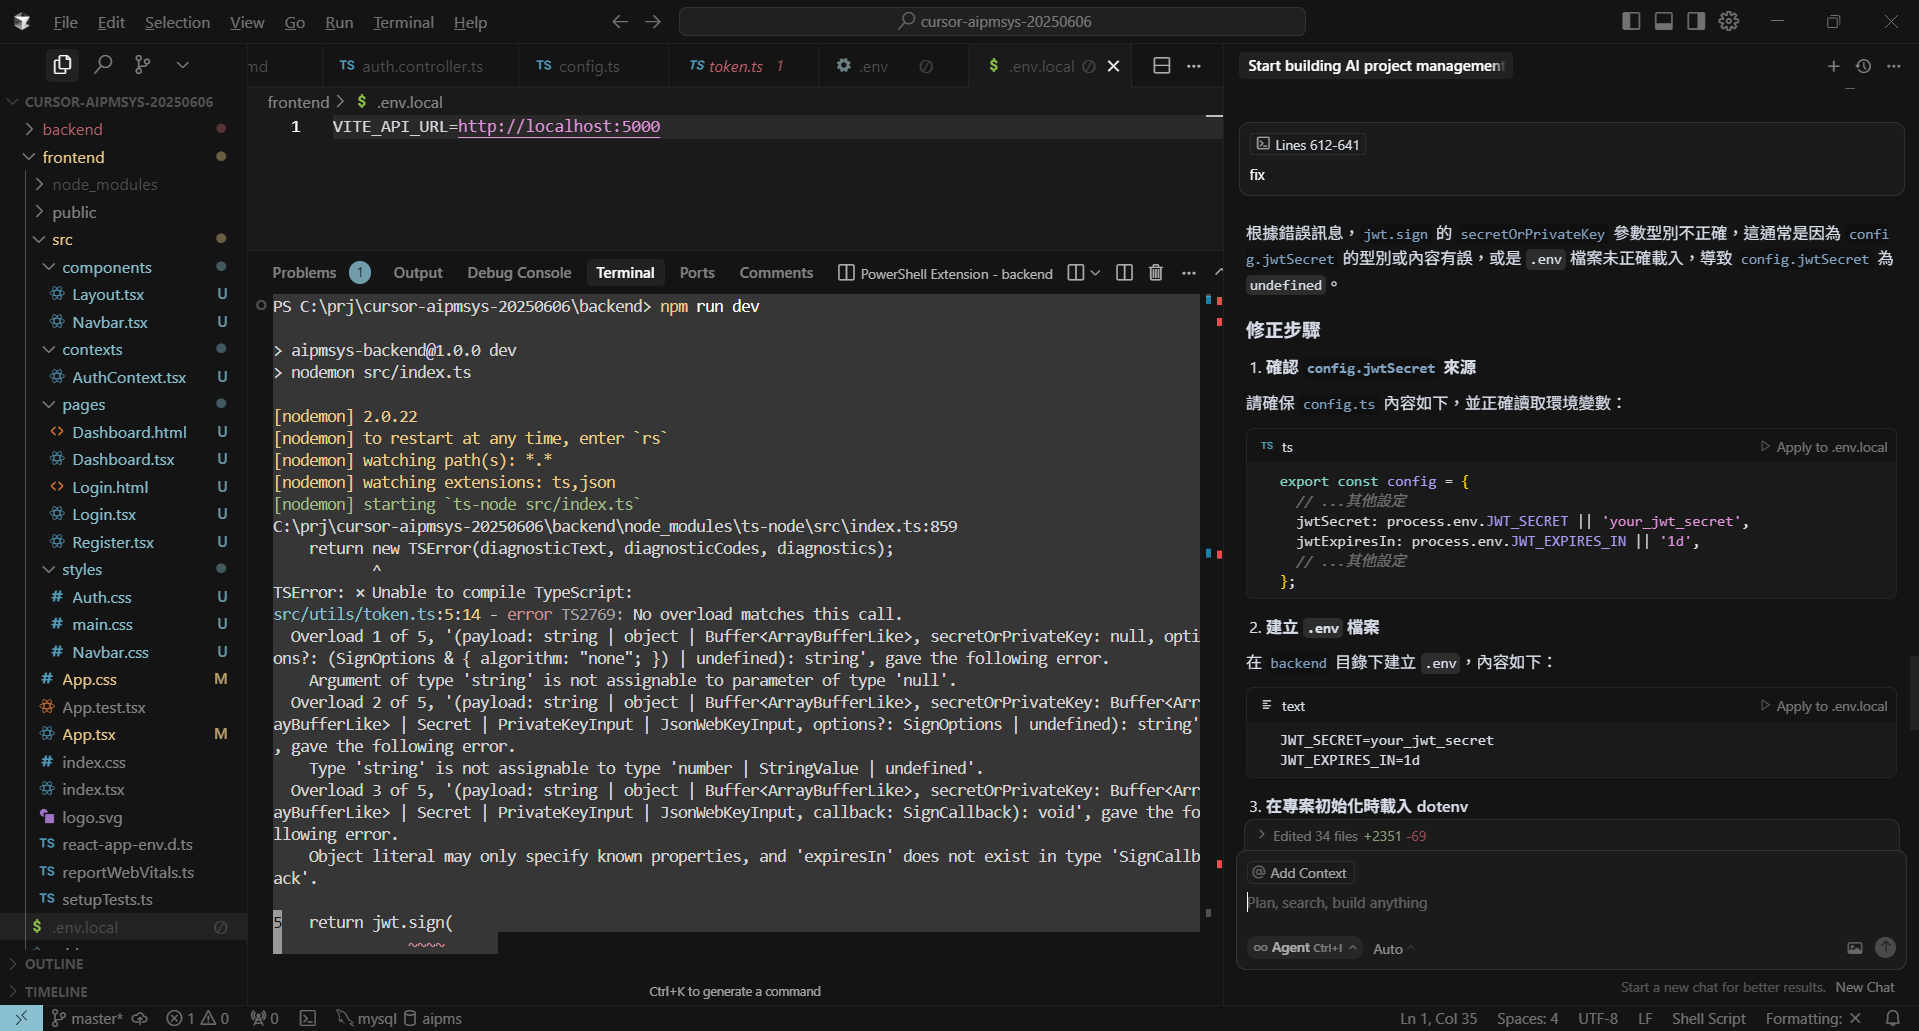 File Edit Selection View Go Run Terminal Help
cursor-aipmsys-20250606
nd
TS auth.controller.ts
TS config.ts
TS token.ts 1
.env
$ .env.local
CURSOR-AIPMSYS-20250606
backend
frontend
node_modules
public
src
components
Layout.tsx U
Navbar.tsx U
contexts
AuthContext.tsx U
pages
Dashboard.html U
Dashboard.tsx U
Login.html U
Login.tsx U
Register.tsx U
styles
# Auth.css U
# main.css U
# Navbar.css U
# App.css M
App.test.tsx
App.tsx M
# index.css
index.tsx
logo.svg
TS react-app-env.d.ts
TS reportWebVitals.ts
TS setupTests.ts
$ .env.local
OUTLINE
TIMELINE
frontend > $ .env.local
1 VITE_API_URL=http://localhost:5000
Problems 1 Output Debug Console Terminal Ports Comments PowerShell Extension - backend
PS C:\prj\cursor-aipmsys-20250606\backend> npm run dev
> aipmsys-backend@1.0.0 dev
> nodemon src/index.ts
[nodemon] 2.0.22
[nodemon] to restart at any time, enter `rs`
[nodemon] watching path(s): *.*
[nodemon] watching extensions: ts,json
[nodemon] starting `ts-node src/index.ts`
C:\prj\cursor-aipmsys-20250606\backend\node_modules\ts-node\src\index.ts:859
return new TSError(diagnosticText, diagnosticCodes, diagnostics);
^
TSError: ⨯ Unable to compile TypeScript:
src/utils/token.ts:5:14 - error TS2769: No overload matches this call.
Overload 1 of 5, '(payload: string | object | Buffer<ArrayBufferLike>, secretOrPrivateKey: null, opti
ons?: (SignOptions & { algorithm: "none"; }) | undefined): string', gave the following error.
Argument of type 'string' is not assignable to parameter of type 'null'.
Overload 2 of 5, '(payload: string | object | Buffer<ArrayBufferLike>, secretOrPrivateKey: Buffer<Arr
ayBufferLike> | Secret | PrivateKeyInput | JsonWebKeyInput, options?: SignOptions | undefined): string'
, gave the following error.
Type 'string' is not assignable to type 'number | StringValue | undefined'.
Overload 3 of 5, '(payload: string | object | Buffer<ArrayBufferLike>, secretOrPrivateKey: Buffer<Arr
ayBufferLike> | Secret | PrivateKeyInput | JsonWebKeyInput, callback: SignCallback): void', gave the fo
llowing error.
Object literal may only specify known properties, and 'expiresIn' does not exist in type 'SignCallb
ack'.
5 return jwt.sign(
~~~~
Ctrl+K to generate a command
Start building AI project management
Lines 612-641
fix
根據錯誤訊息，jwt.sign 的 secretOrPrivateKey 參數型別不正確，這通常是因為 confi
g.jwtSecret 的型別或內容有誤，或是 .env 檔案未正確載入，導致 config.jwtSecret 為
undefined。
修正步驟
1. 確認 config.jwtSecret 來源
請確保 config.ts 內容如下，並正確讀取環境變數：
TS ts Apply to .env.local
export const config = {
// ...其他設定
jwtSecret: process.env.JWT_SECRET || 'your_jwt_secret',
jwtExpiresIn: process.env.JWT_EXPIRES_IN || '1d',
// ...其他設定
};
2. 建立 .env 檔案
在 backend 目錄下建立 .env，內容如下：
text Apply to .env.local
JWT_SECRET=your_jwt_secret
JWT_EXPIRES_IN=1d
3. 在專案初始化時載入 dotenv
> Edited 34 files +2351 -69
@ Add Context
Plan, search, build anything
∞ Agent Ctrl+I Auto
Start a new chat for better results. New Chat
master* 1 0 0 mysql aipms
Ln 1, Col 35 Spaces: 4 UTF-8 LF Shell Script Formatting: ×